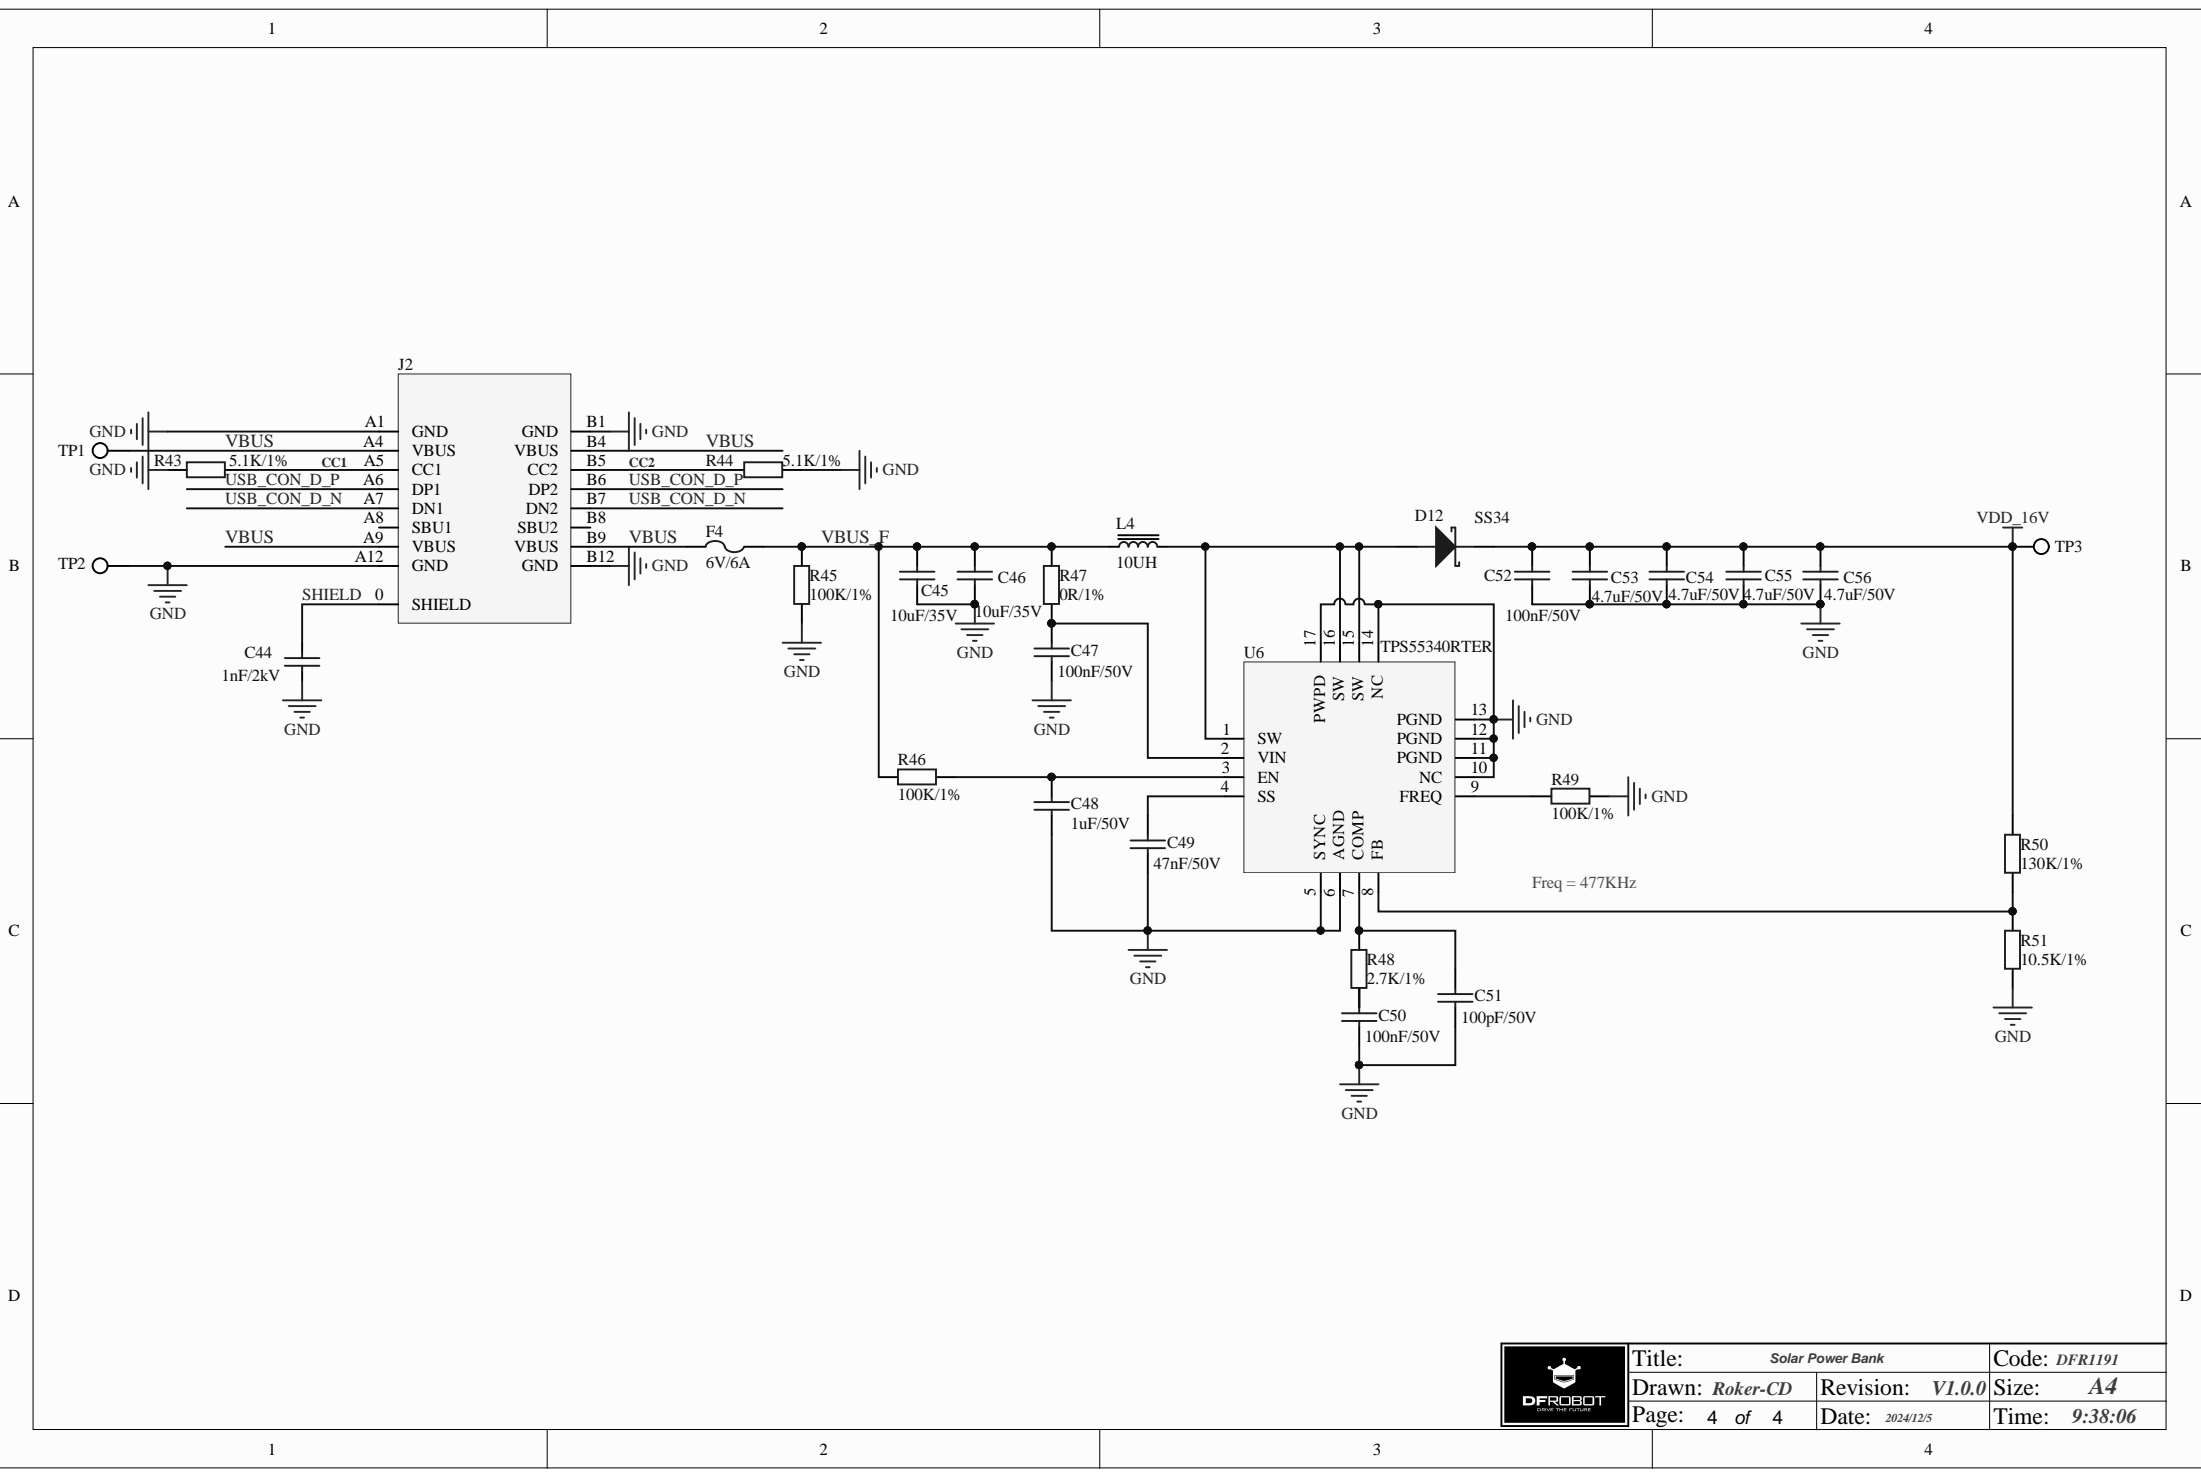 1 2 3 4
A A
J2
GND A1 GND GND B1 GND
TP1 VBUS A4 VBUS VBUS B4 VBUS
GND R43 5.1K/1% CC1 A5 CC1 CC2 B5 CC2 R44 5.1K/1% GND
USB_CON_D_P A6 DP1 DP2 B6 USB_CON_D_P
USB_CON_D_N A7 DN1 DN2 B7 USB_CON_D_N
A8 SBU1 SBU2 B8
VBUS A9 VBUS VBUS B9 VBUS F4 VBUS_F
6V/6A
TP2 A12 GND GND B12 GND
GND
SHIELD 0 SHIELD
C44
1nF/2kV
GND
B B
R45
100K/1%
GND
C45
10uF/35V
C46
10uF/35V
GND
R47
0R/1%
C47
100nF/50V
GND
L4
10UH
D12 SS34
VDD_16V
TP3
C52
100nF/50V
C53
4.7uF/50V
C54
4.7uF/50V
C55
4.7uF/50V
C56
4.7uF/50V
GND
U6
TPS55340RTER
17 16 15 14
PWPD SW SW NC
1 SW
2 VIN
3 EN
4 SS
PGND 13 GND
PGND 12
PGND 11
NC 10
FREQ 9
SYNC AGND COMP FB
5 6 7 8
R46
100K/1%
C48
1uF/50V
C49
47nF/50V
GND
R49
100K/1%
GND
Freq = 477KHz
R50
130K/1%
R51
10.5K/1%
GND
C C
R48
2.7K/1%
C50
100nF/50V
C51
100pF/50V
GND
D D
DFROBOT
DRIVE THE FUTURE
Title: Solar Power Bank Code: DFR1191
Drawn: Roker-CD Revision: V1.0.0 Size: A4
Page: 4 of 4 Date: 2024/12/5 Time: 9:38:06
1 2 3 4